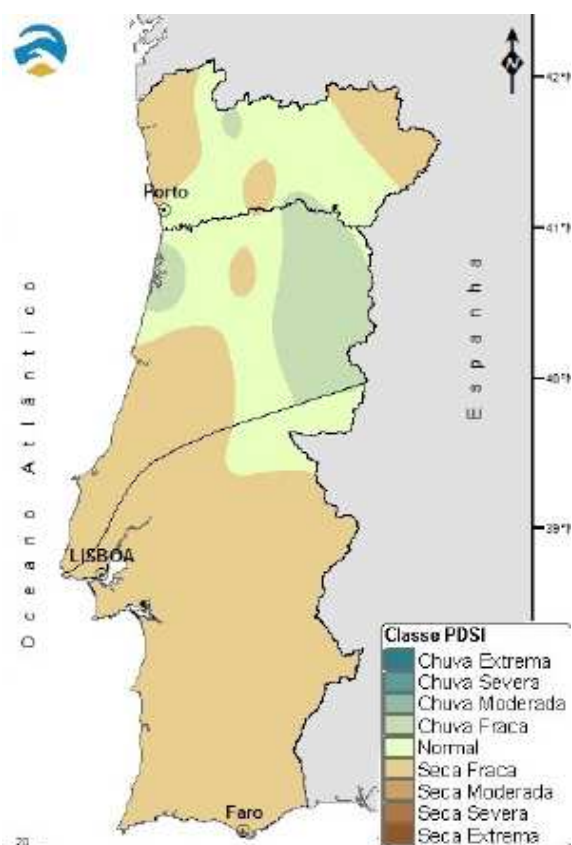 N
42°N
Porto
41°N
Oceano Atlântico
Espanha
40°N
39°N
LISBOA
Classe PDSI
Chuva Extrema
Chuva Severa
Chuva Moderada
Chuva Fraca
Normal
Seca Fraca
Seca Moderada
Seca Severa
Seca Extrema
Faro
20